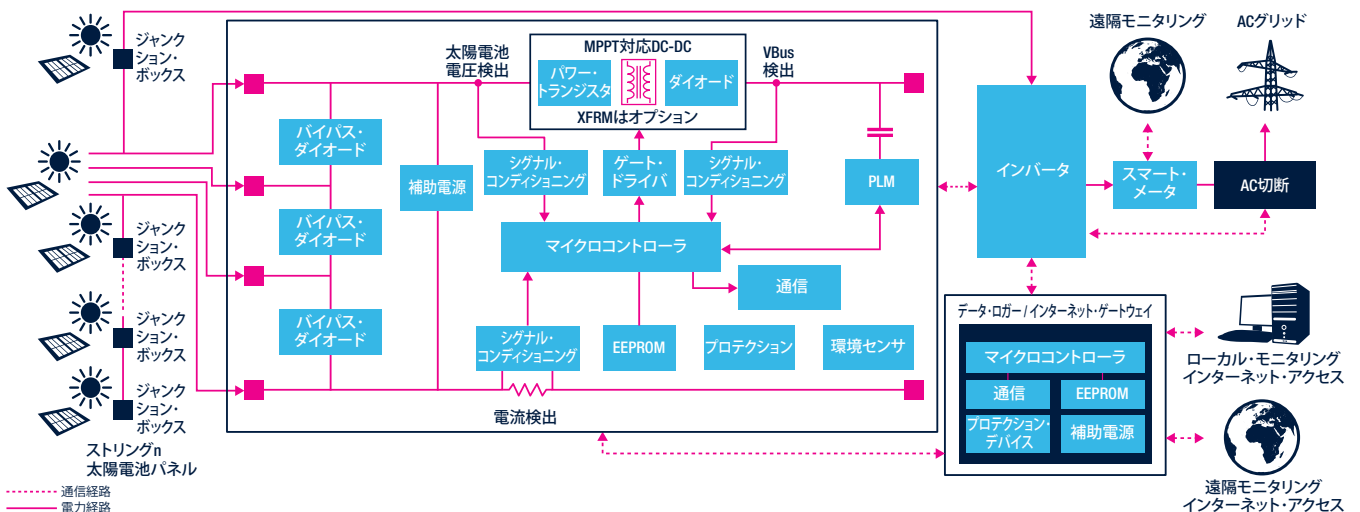 ジャンク
ション・
ボックス
太陽電池
電圧検出
MPPT対応DC-DC
パワー・
トランジスタ
ダイオード
XFRMはオプション
VBus
検出
遠隔モニタリング
ACグリッド
バイパス・
ダイオード
補助電源
シグナル・
コンディショニング
ゲート・
ドライバ
シグナル・
コンディショニング
PLM
インバータ
スマート・
メータ
AC切断
バイパス・
ダイオード
マイクロコントローラ
通信
ジャンク
ション・
ボックス
バイパス・
ダイオード
シグナル・
コンディショニング
EEPROM
プロテクション
環境センサ
電流検出
ジャンク
ション・
ボックス
ジャンク
ション・
ボックス
ストリングn
太陽電池パネル
通信経路
電力経路
データ・ロガー / インターネット・ゲートウェイ
マイクロコントローラ
通信
EEPROM
プロテクション・
デバイス
補助電源
ローカル・モニタリング
インターネット・アクセス
遠隔モニタリング
インターネット・アクセス